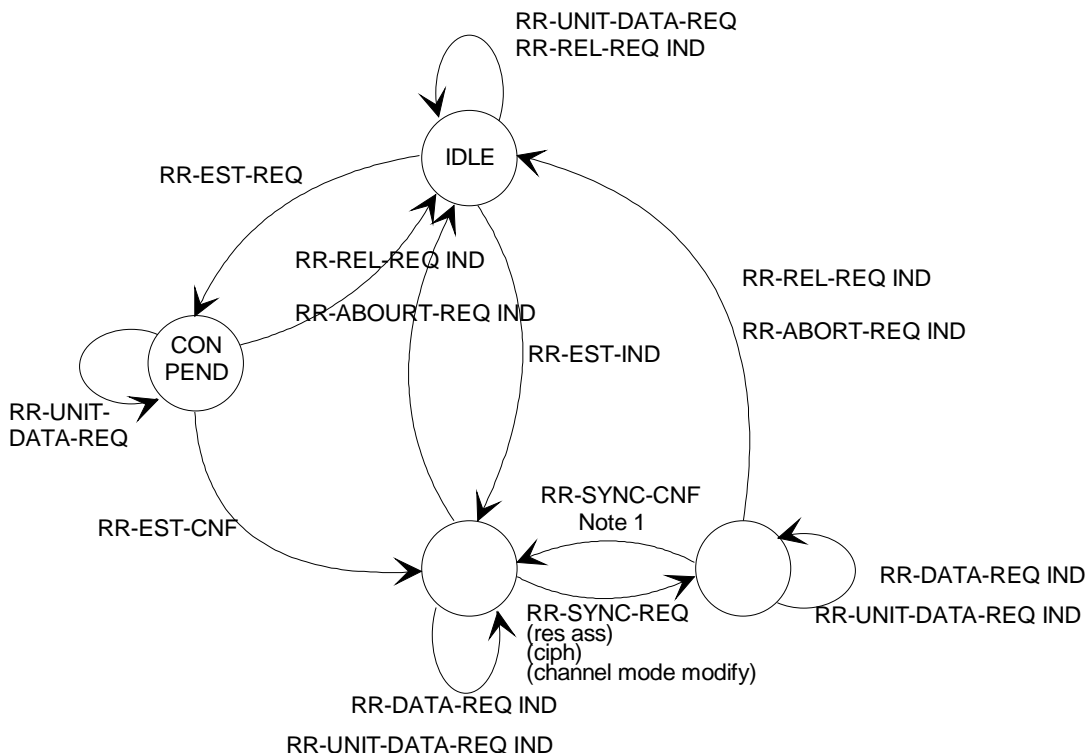 RR-UNIT-DATA-REQ
RR-REL-REQ IND
IDLE
RR-EST-REQ
RR-REL-REQ IND
RR-ABOURT-REQ IND
RR-REL-REQ IND
RR-ABORT-REQ IND
CON
PEND
RR-EST-IND
RR-UNIT-
DATA-REQ
RR-EST-CNF
RR-SYNC-CNF
Note 1
RR-SYNC-REQ
(res ass)
(ciph)
(channel mode modify)
RR-DATA-REQ IND
RR-UNIT-DATA-REQ IND
RR-DATA-REQ IND
RR-UNIT-DATA-REQ IND